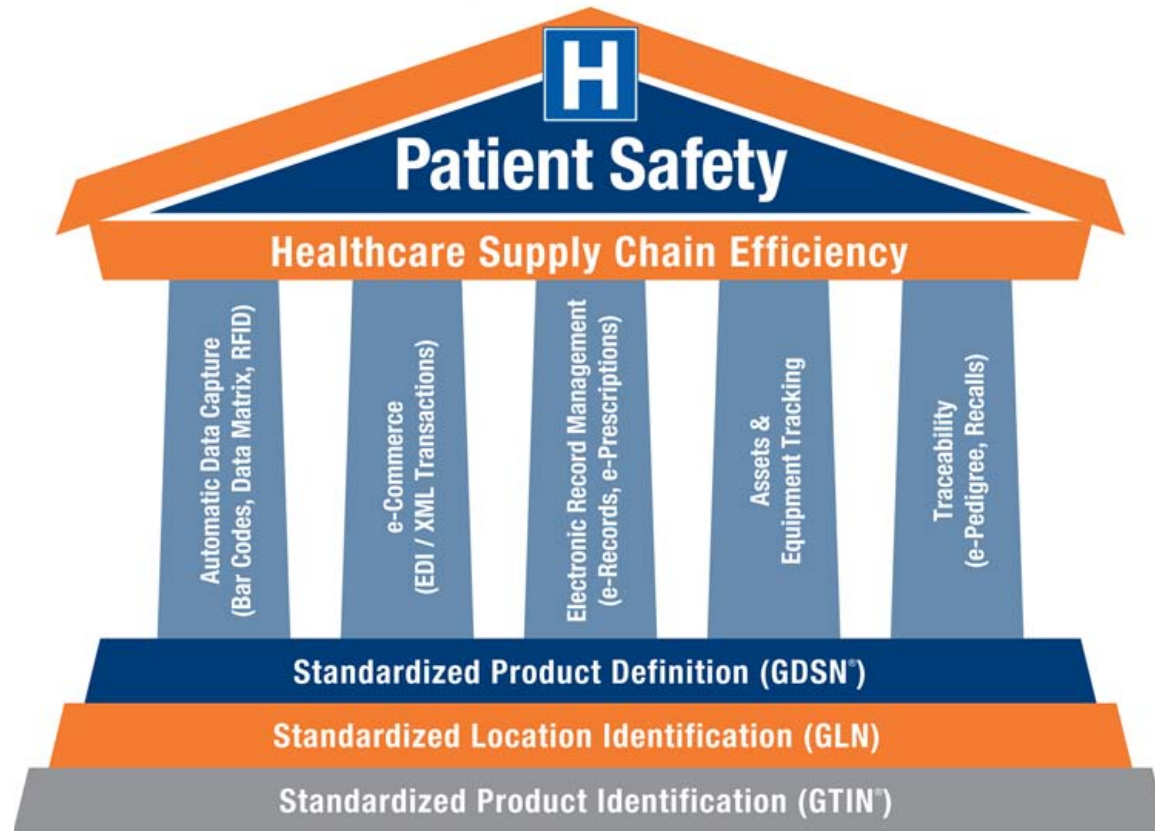 H
Patient Safety
Healthcare Supply Chain Efficiency
Automatic Data Capture
(Bar Codes, Data Matrix, RFID)
e-Commerce
(EDI / XML Transactions)
Electronic Record Management
(e-Records, e-Prescriptions)
Assets &
Equipment Tracking
Traceability
(e-Pedigree, Recalls)
Standardized Product Definition (GDSN®)
Standardized Location Identification (GLN)
Standardized Product Identification (GTIN®)